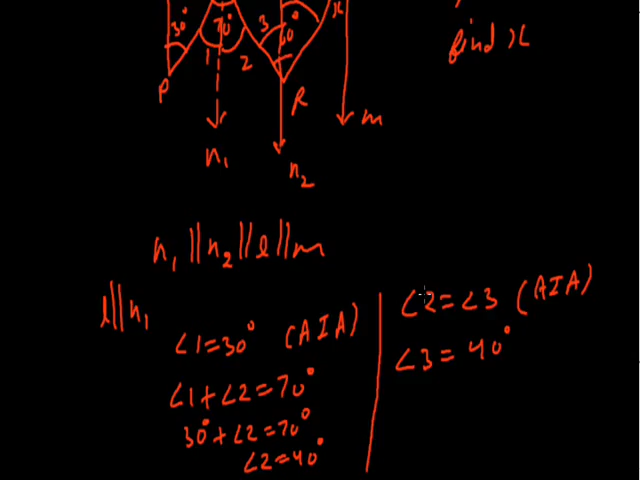 30° 70° 3 60° x
1 2
P
R
find x
m
n₁
n₂
n₁ || n₂ || l || m
l || n₁
∠1 = 30° (AIA)
∠1 + ∠2 = 70°
30° + ∠2 = 70°
∠2 = 40°
∠2 = ∠3 (AIA)
∠3 = 40°